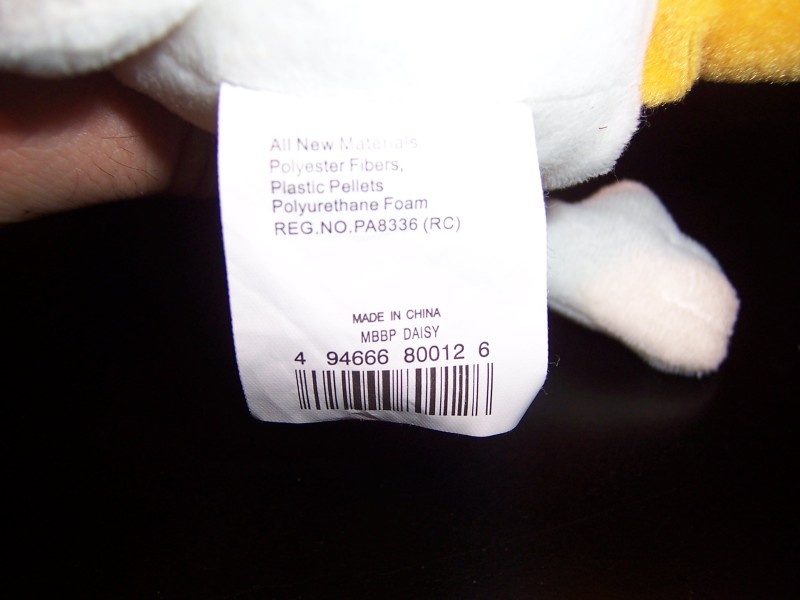 All New Materials
Polyester Fibers,
Plastic Pellets
Polyurethane Foam
REG.NO.PA8336 (RC)
MADE IN CHINA
MBBP DAISY
4 94666 80012 6